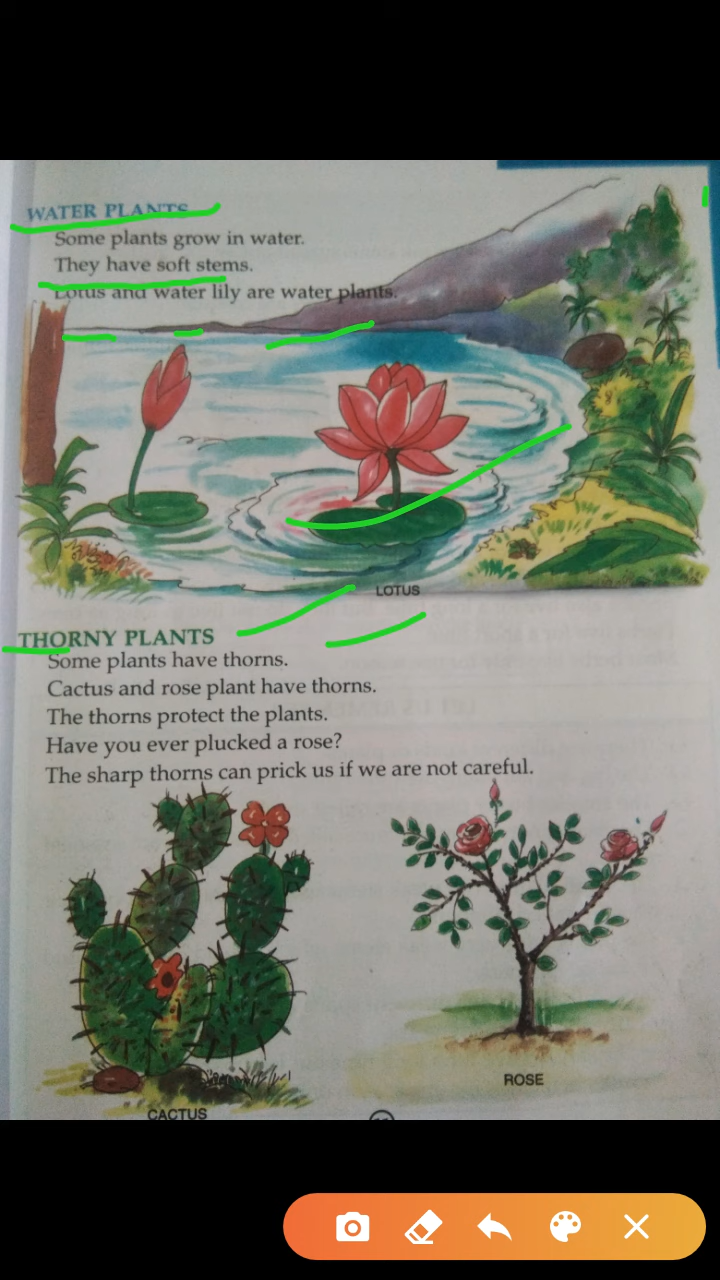 WATER PLANTS
Some plants grow in water.
They have soft stems.
Lotus and water lily are water plants.
LOTUS
THORNY PLANTS
Some plants have thorns.
Cactus and rose plant have thorns.
The thorns protect the plants.
Have you ever plucked a rose?
The sharp thorns can prick us if we are not careful.
ROSE
CACTUS